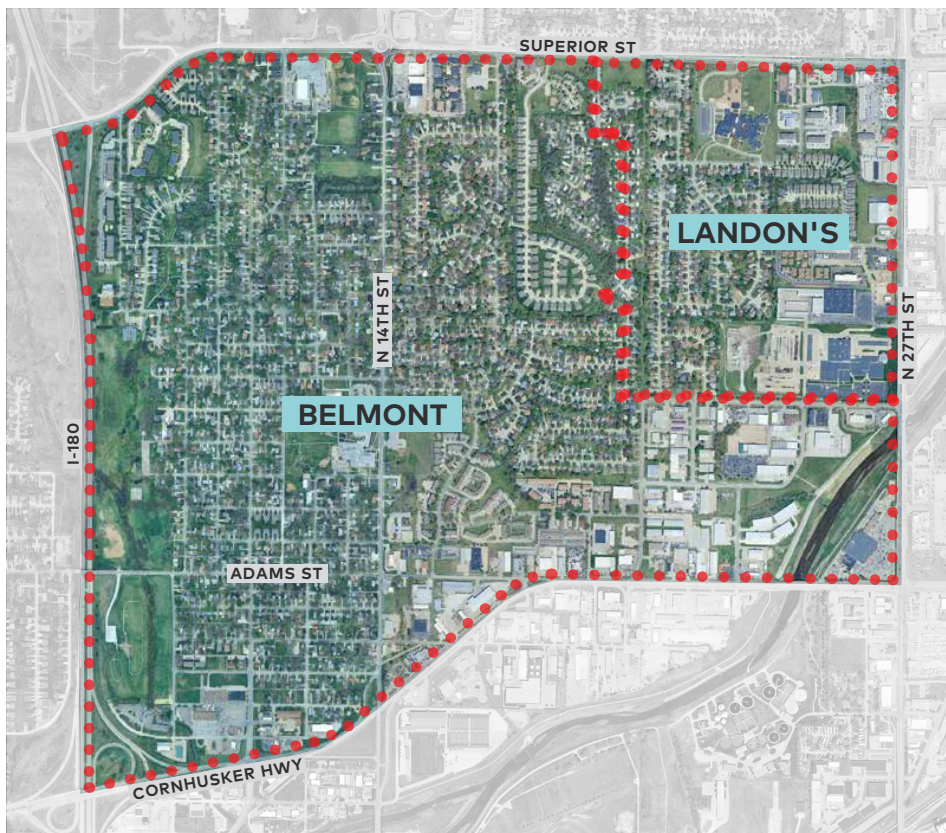 SUPERIOR ST
LANDON'S
N 14TH ST
N 27TH ST
BELMONT
I-180
ADAMS ST
CORNHUSKER HWY